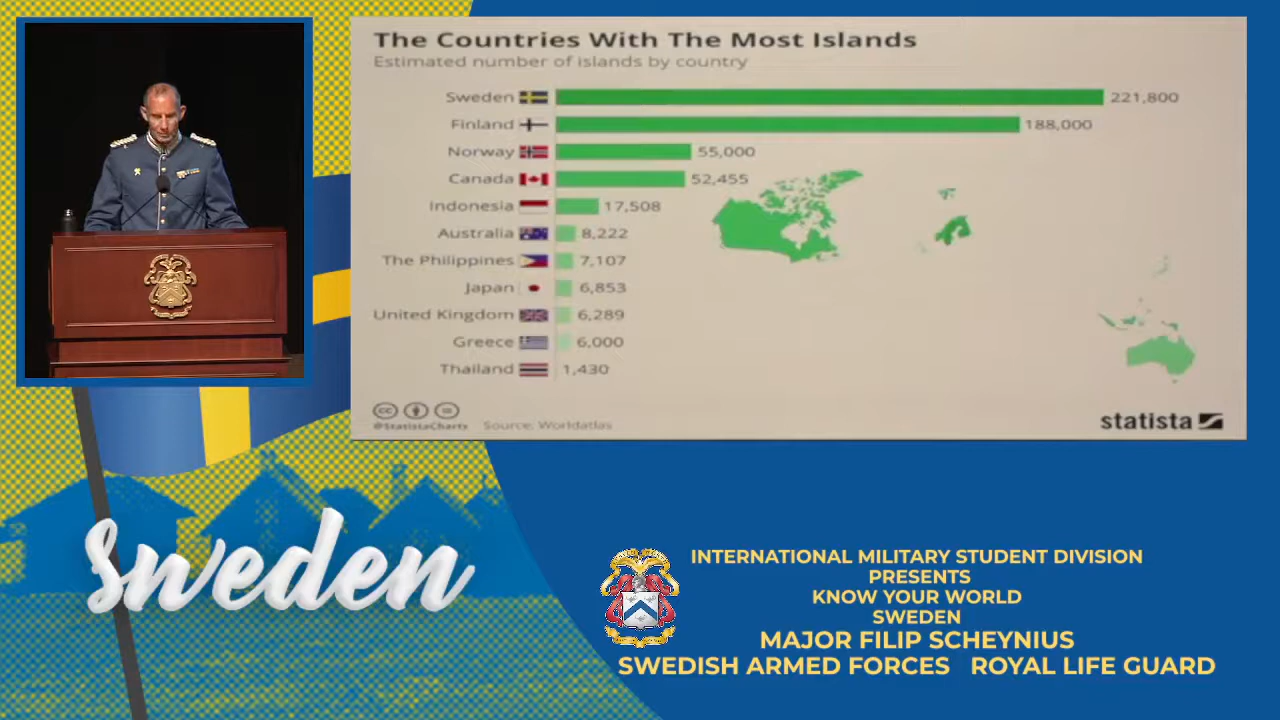 The Countries With The Most Islands
Estimated number of islands by country
Sweden 221,800
Finland 188,000
Norway 55,000
Canada 52,455
Indonesia 17,508
Australia 8,222
The Philippines 7,107
Japan 6,853
United Kingdom 6,289
Greece 6,000
Thailand 1,430
@StatistaCharts Source: Worldatlas
statista
Sweden
INTERNATIONAL MILITARY STUDENT DIVISION
PRESENTS
KNOW YOUR WORLD
SWEDEN
MAJOR FILIP SCHEYNIUS
SWEDISH ARMED FORCES ROYAL LIFE GUARD